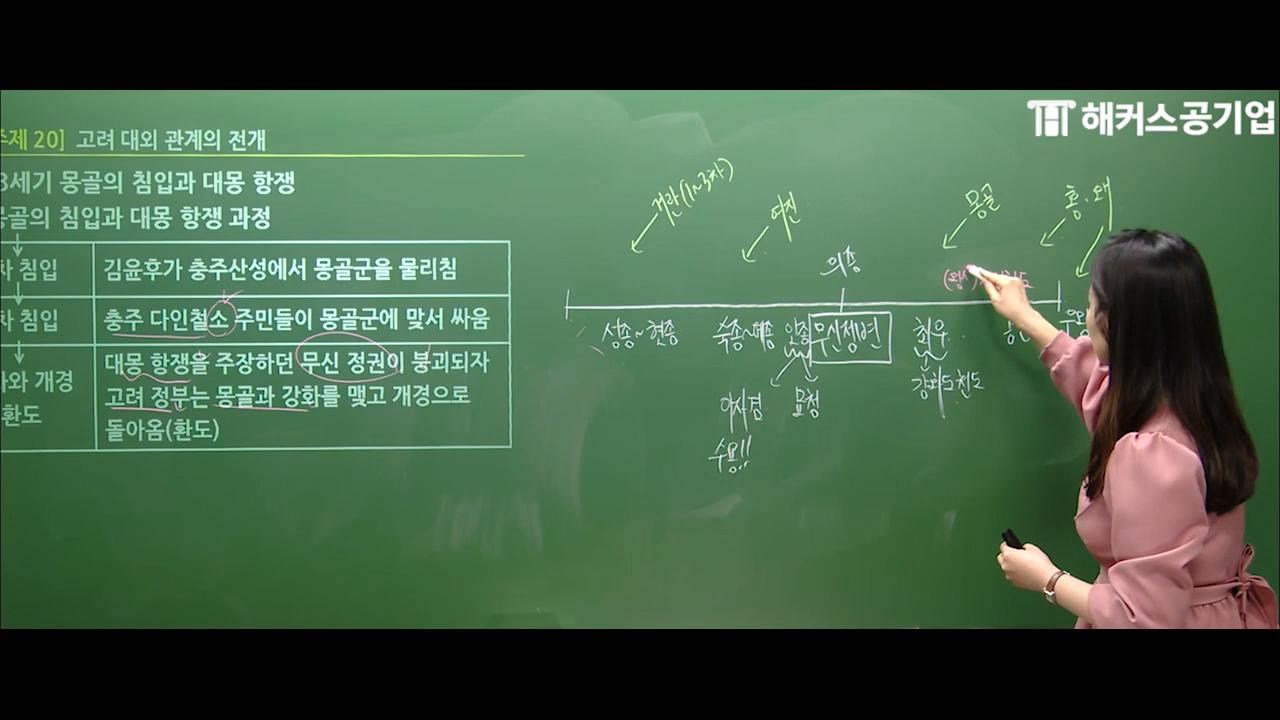 해커스공기업
주제 20] 고려 대외 관계의 전개
3세기 몽골의 침입과 대몽 항쟁
몽골의 침입과 대몽 항쟁 과정
차 침입
김윤후가 충주산성에서 몽골군을 물리침
차 침입
충주 다인철소 주민들이 몽골군에 맞서 싸움
와 개경
환도
대몽 항쟁을 주장하던 무신 정권이 붕괴되자
고려 정부는 몽골과 강화를 맺고 개경으로
돌아옴(환도)
거란(1~3차)
여진
몽골
홍·왜
의종
성종~현종
숙종~예종
인종
무신정변
최우
강화도 천도
이자겸
묘청
수용!!